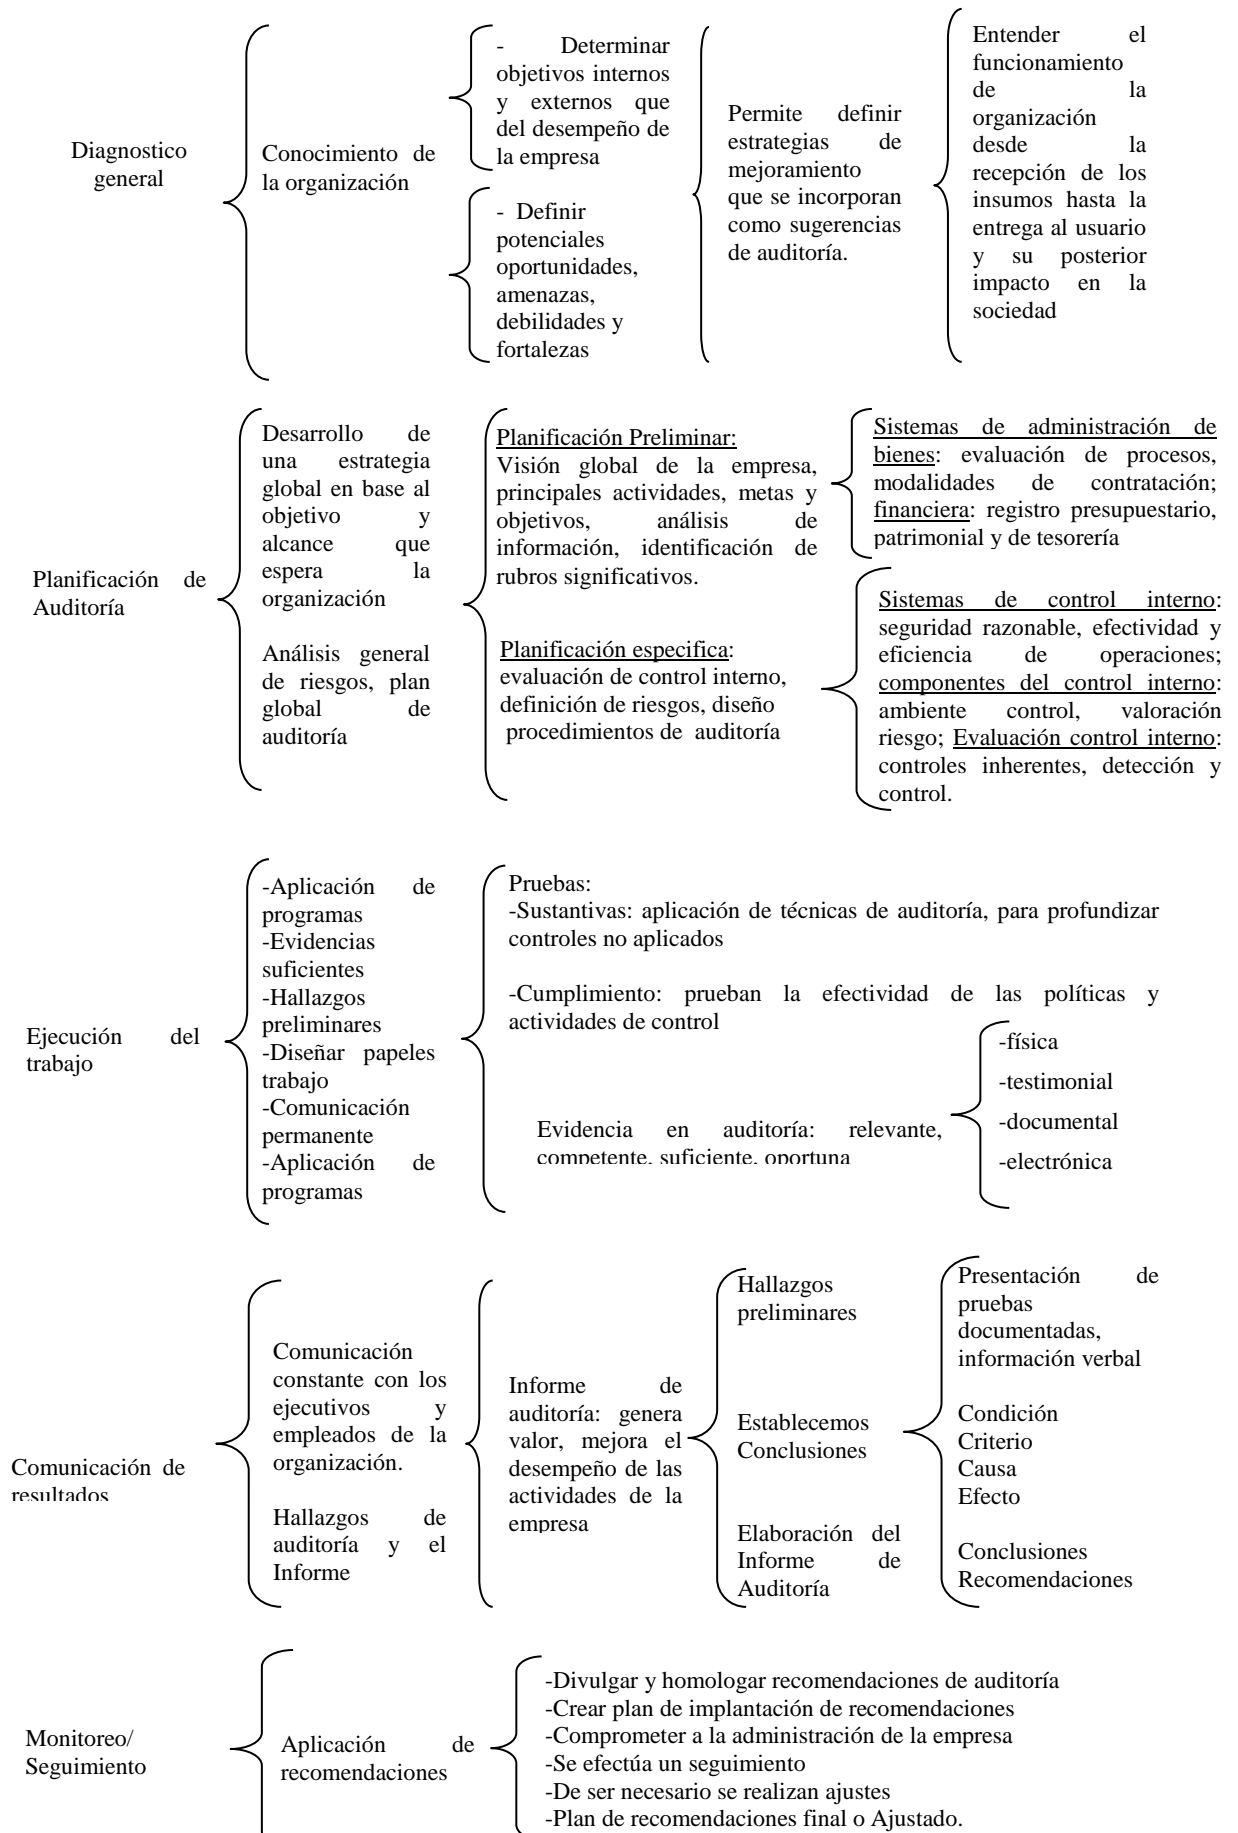 Diagnostico
general
Conocimiento de
la organización
- Determinar
objetivos internos
y externos que
del desempeño de
la empresa
- Definir
potenciales
oportunidades,
amenazas,
debilidades y
fortalezas
Permite definir
estrategias de
mejoramiento
que se incorporan
como sugerencias
de auditoría.
Entender el
funcionamiento
de la
organización
desde la
recepción de los
insumos hasta la
entrega al usuario
y su posterior
impacto en la
sociedad
Planificación de
Auditoría
Desarrollo de
una estrategia
global en base al
objetivo y
alcance que
espera la
organización
Análisis general
de riesgos, plan
global de
auditoría
Planificación Preliminar:
Visión global de la empresa,
principales actividades, metas y
objetivos, análisis de
información, identificación de
rubros significativos.
Planificación especifica:
evaluación de control interno,
definición de riesgos, diseño
procedimientos de auditoría
Sistemas de administración de
bienes: evaluación de procesos,
modalidades de contratación;
financiera: registro presupuestario,
patrimonial y de tesorería
Sistemas de control interno:
seguridad razonable, efectividad y
eficiencia de operaciones;
componentes del control interno:
ambiente control, valoración
riesgo; Evaluación control interno:
controles inherentes, detección y
control.
Ejecución del
trabajo
-Aplicación de
programas
-Evidencias
suficientes
-Hallazgos
preliminares
-Diseñar papeles
trabajo
-Comunicación
permanente
-Aplicación de
programas
Pruebas:
-Sustantivas: aplicación de técnicas de auditoría, para profundizar
controles no aplicados
-Cumplimiento: prueban la efectividad de las políticas y
actividades de control
Evidencia en auditoría: relevante,
competente, suficiente, oportuna
-física
-testimonial
-documental
-electrónica
Comunicación de
resultados
Comunicación
constante con los
ejecutivos y
empleados de la
organización.
Hallazgos de
auditoría y el
Informe
Informe de
auditoría: genera
valor, mejora el
desempeño de las
actividades de la
empresa
Hallazgos
preliminares
Establecemos
Conclusiones
Elaboración del
Informe de
Auditoría
Presentación de
pruebas
documentadas,
información verbal
Condición
Criterio
Causa
Efecto
Conclusiones
Recomendaciones
Monitoreo/
Seguimiento
Aplicación de
recomendaciones
-Divulgar y homologar recomendaciones de auditoría
-Crear plan de implantación de recomendaciones
-Comprometer a la administración de la empresa
-Se efectúa un seguimiento
-De ser necesario se realizan ajustes
-Plan de recomendaciones final o Ajustado.